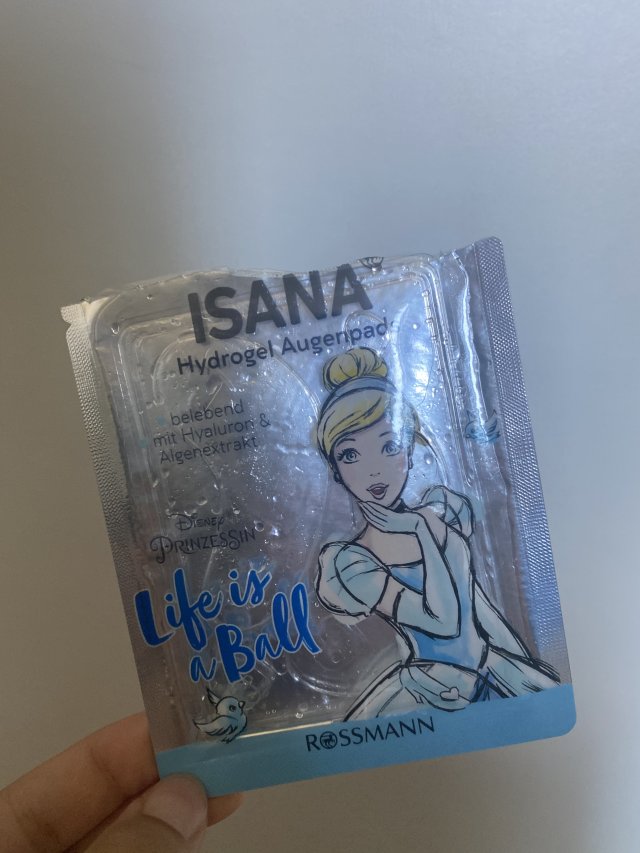 ISANA
Hydrogel Augenpads
belebend
mit Hyaluron &
Algenextrakt
Disney
PRINZESSIN
Life is
a Ball
ROSSMANN